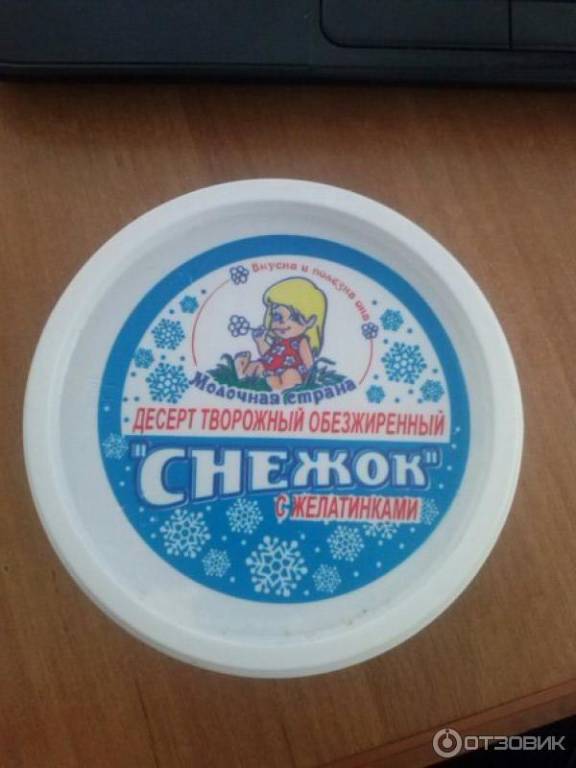 Вкусна и полезна она
Молочная страна
ДЕСЕРТ ТВОРОЖНЫЙ ОБЕЗЖИРЕННЫЙ
"СНЕЖОК"
С ЖЕЛАТИНКАМИ
ОТЗОВИК